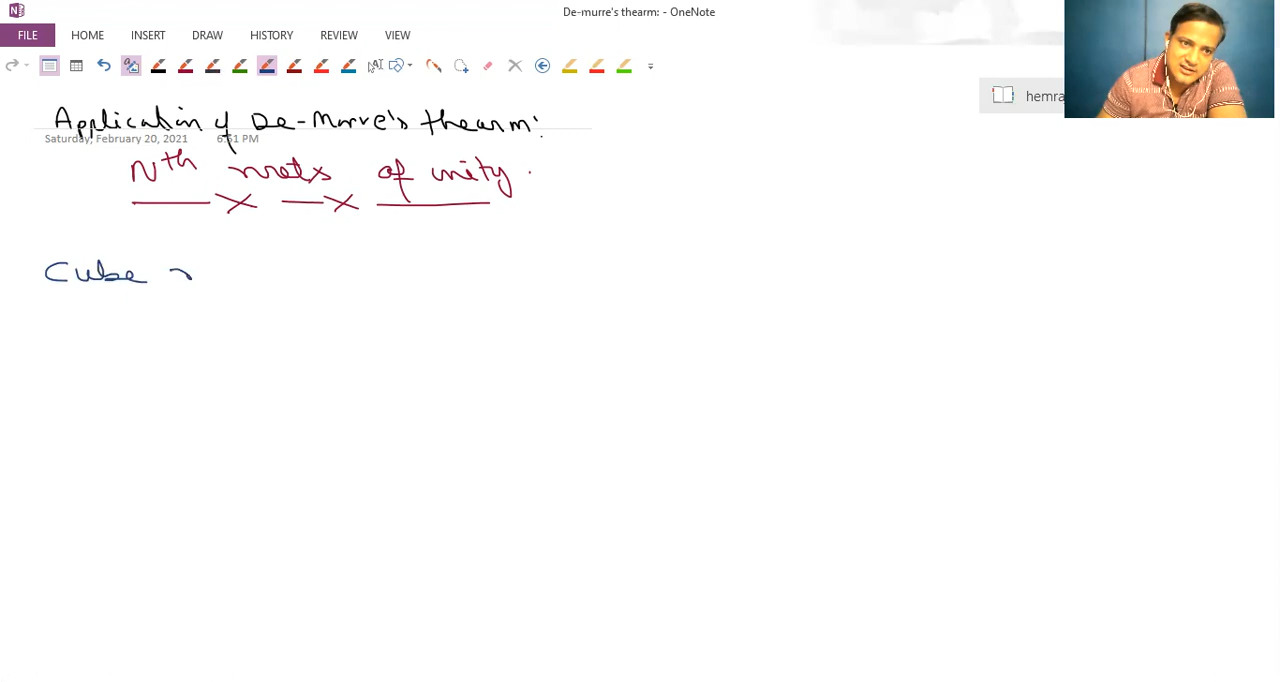 De-murre's thearm: - OneNote
FILE HOME INSERT DRAW HISTORY REVIEW VIEW
hemra
Application of De-Murve's thearm:
Saturday, February 20, 2021 6:51 PM
Nth roots of unity.
Cube